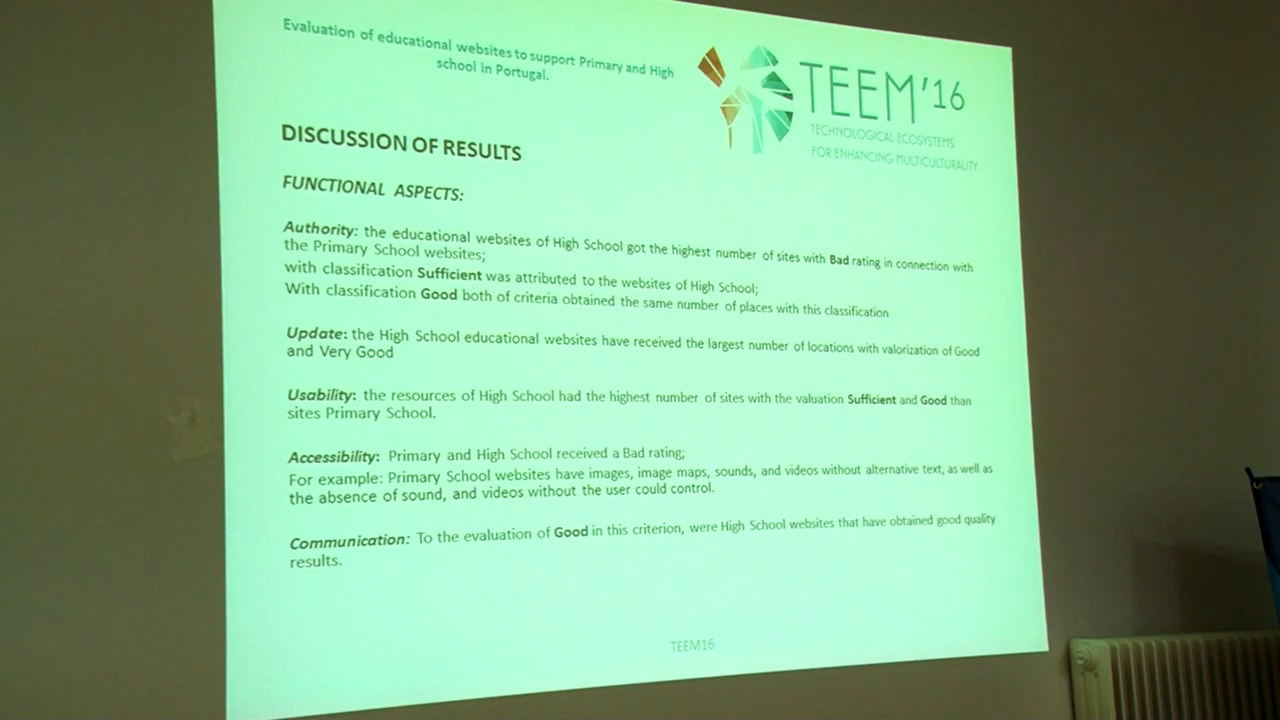 Evaluation of educational websites to support Primary and High
school in Portugal.
TEEM'16
TECHNOLOGICAL ECOSYSTEMS
FOR ENHANCING MULTICULTURALITY
DISCUSSION OF RESULTS
FUNCTIONAL ASPECTS:
Authority: the educational websites of High School got the highest number of sites with Bad rating in connection with
the Primary School websites;
with classification Sufficient was attributed to the websites of High School;
With classification Good both of criteria obtained the same number of places with this classification
Update: the High School educational websites have received the largest number of locations with valorization of Good
and Very Good
Usability: the resources of High School had the highest number of sites with the valuation Sufficient and Good than
sites Primary School.
Accessibility: Primary and High School received a Bad rating;
For example: Primary School websites have images, image maps, sounds, and videos without alternative text, as well as
the absence of sound, and videos without the user could control.
Communication: To the evaluation of Good in this criterion, were High School websites that have obtained good quality
results.
TEEM16